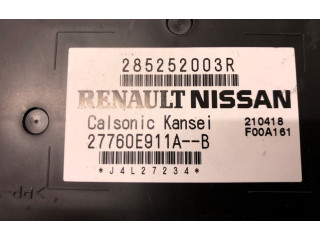 285252003R
RENAULT NISSAN
Calsonic Kansei 210418
27760E911A--B F00A161
*J4L27234*